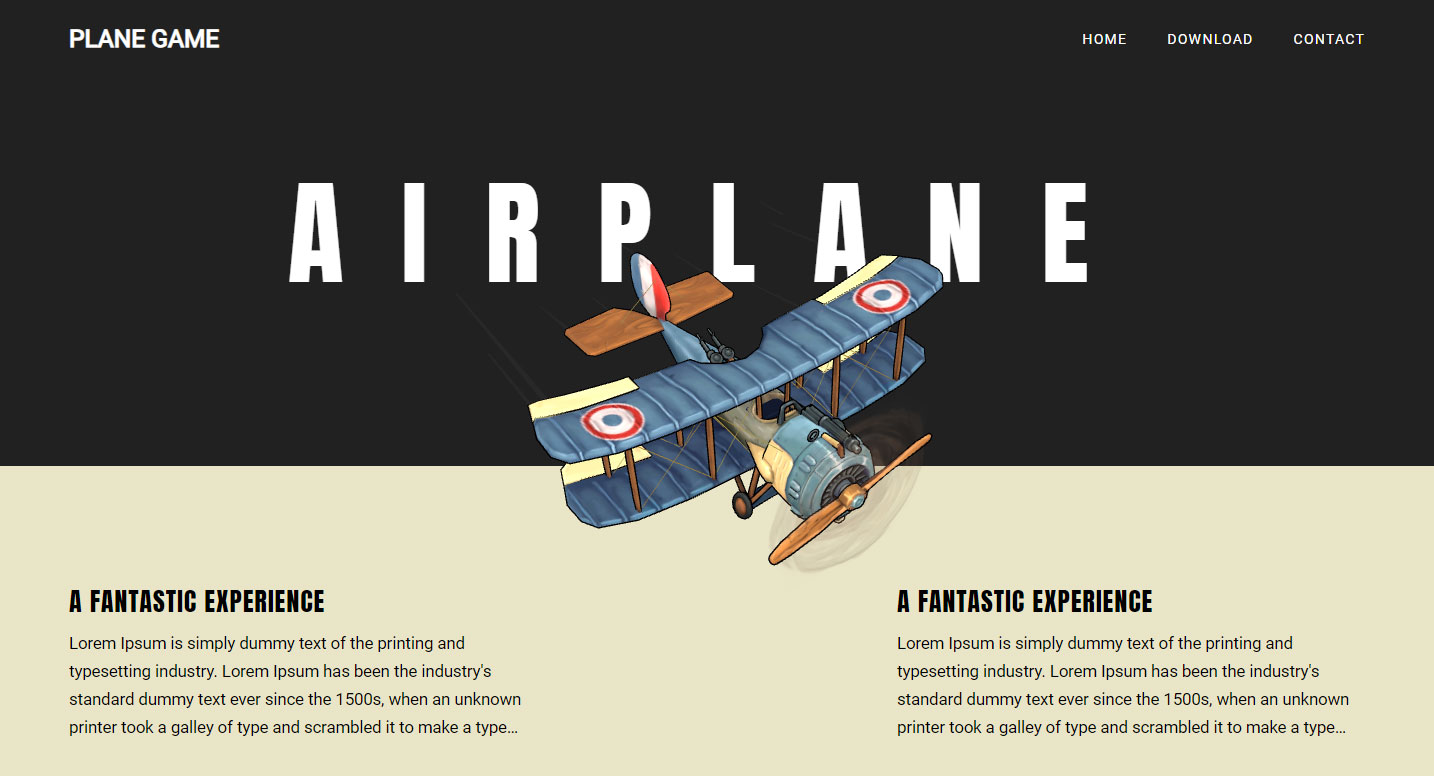 PLANE GAME
HOME DOWNLOAD CONTACT
AIRPLANE
A FANTASTIC EXPERIENCE
Lorem Ipsum is simply dummy text of the printing and
typesetting industry. Lorem Ipsum has been the industry's
standard dummy text ever since the 1500s, when an unknown
printer took a galley of type and scrambled it to make a type...
A FANTASTIC EXPERIENCE
Lorem Ipsum is simply dummy text of the printing and
typesetting industry. Lorem Ipsum has been the industry's
standard dummy text ever since the 1500s, when an unknown
printer took a galley of type and scrambled it to make a type...